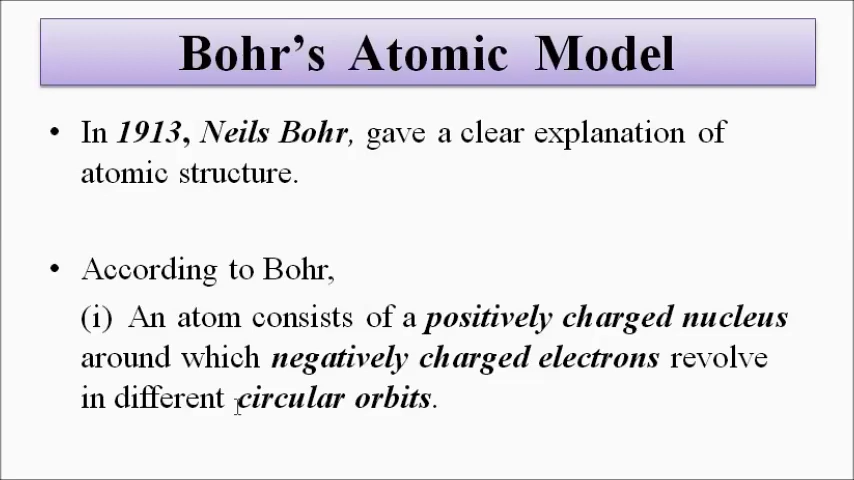 Bohr's Atomic Model
• In 1913, Neils Bohr, gave a clear explanation of
atomic structure.
• According to Bohr,
(i) An atom consists of a positively charged nucleus
around which negatively charged electrons revolve
in different circular orbits.